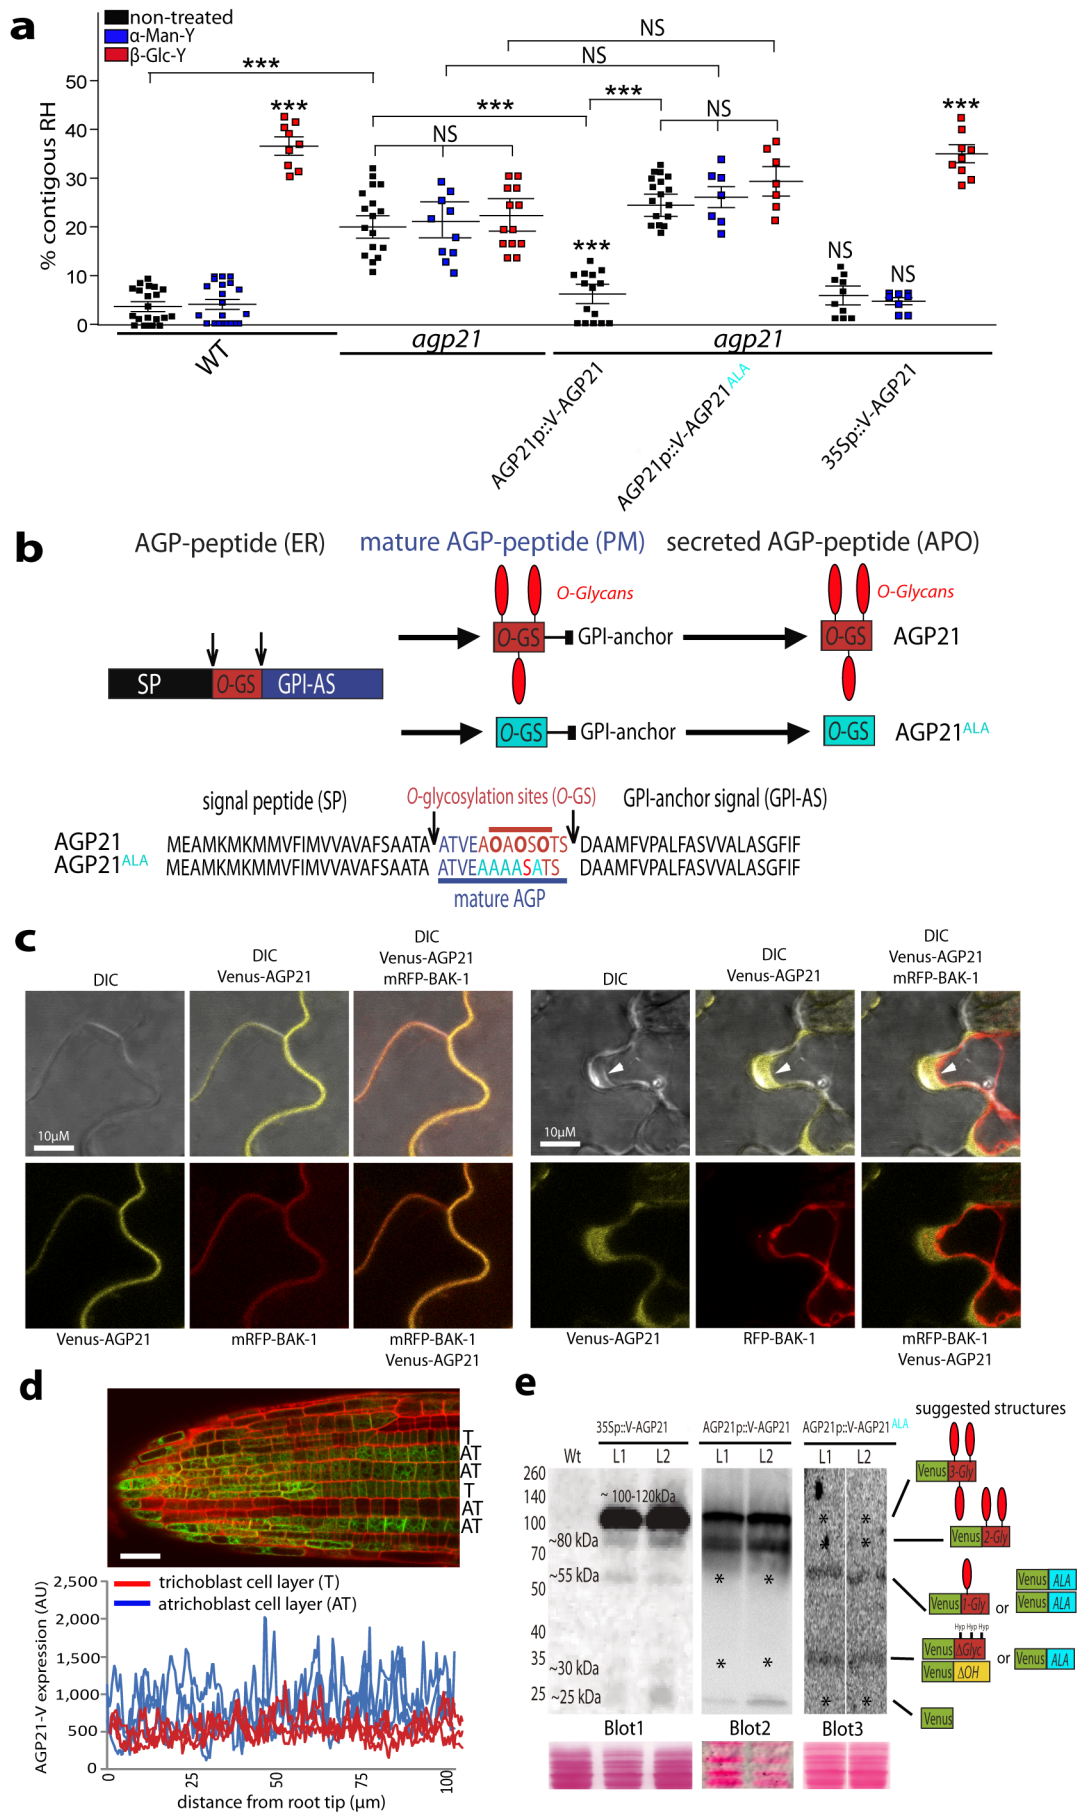 a
non-treated
α-Man-Y
β-Glc-Y
% contigous RH
50
40
30
20
10
0
***
***
***
NS
NS
NS
***
NS
***
***
NS
NS
WT
agp21
agp21
AGP21p::V-AGP21
AGP21p::V-AGP21ALA
35Sp::V-AGP21
b
AGP-peptide (ER)
mature AGP-peptide (PM)
secreted AGP-peptide (APO)
O-Glycans
O-Glycans
SP
O-GS
GPI-AS
O-GS
GPI-anchor
O-GS
AGP21
O-GS
GPI-anchor
O-GS
AGP21ALA
signal peptide (SP)
O-glycosylation sites (O-GS)
GPI-anchor signal (GPI-AS)
AGP21 MEAMKMKMMVFIMVVAVAFSAATA ATVEAOAOSOTS DAAMFVPALFASVVALASGFIF
AGP21ALA MEAMKMKMMVFIMVVAVAFSAATA ATVEAAAASATS DAAMFVPALFASVVALASGFIF
mature AGP
c
DIC
DIC
Venus-AGP21
DIC
Venus-AGP21
mRFP-BAK-1
DIC
DIC
Venus-AGP21
DIC
Venus-AGP21
mRFP-BAK-1
10µM
10µM
Venus-AGP21
mRFP-BAK-1
mRFP-BAK-1
Venus-AGP21
Venus-AGP21
RFP-BAK-1
mRFP-BAK-1
Venus-AGP21
d
T
AT
AT
T
AT
AT
AGP21-V expression (AU)
2,500
2,000
1,500
1,000
500
0
trichoblast cell layer (T)
atrichoblast cell layer (AT)
0
25
50
75
100
distance from root tip (µm)
e
35Sp::V-AGP21
AGP21p::V-AGP21
AGP21p::V-AGP21ALA
suggested structures
Wt
L1
L2
L1
L2
L1
L2
260
140
100
70
50
40
35
25
~ 100-120kDa
~80 kDa
~55 kDa
~30 kDa
~25 kDa
*
*
*
*
*
*
*
*
*
*
Venus 3-Gly
Venus 2-Gly
Venus 1-Gly
or
Venus ALA
Venus ALA
Hyp Hyp Hyp
Venus ΔGlyc
Venus ΔOH
or
Venus ALA
Venus
Blot1
Blot2
Blot3